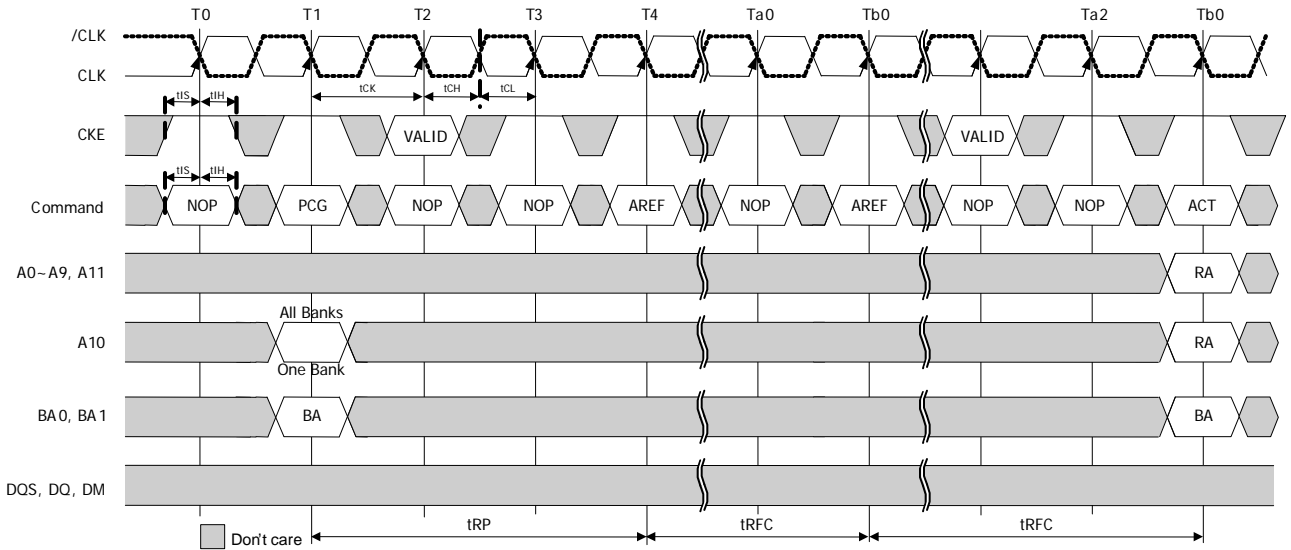 T0 T1 T2 T3 T4 Ta0 Tb0 Ta2 Tb0
/CLK
CLK
tCK tCH tCL
tIS tIH
CKE VALID VALID
tIS tIH
Command NOP PCG NOP NOP AREF NOP AREF NOP NOP ACT
A0~A9, A11 RA
All Banks
A10 RA
One Bank
BA0, BA1 BA BA
DQS, DQ, DM
tRP tRFC tRFC
Don't care